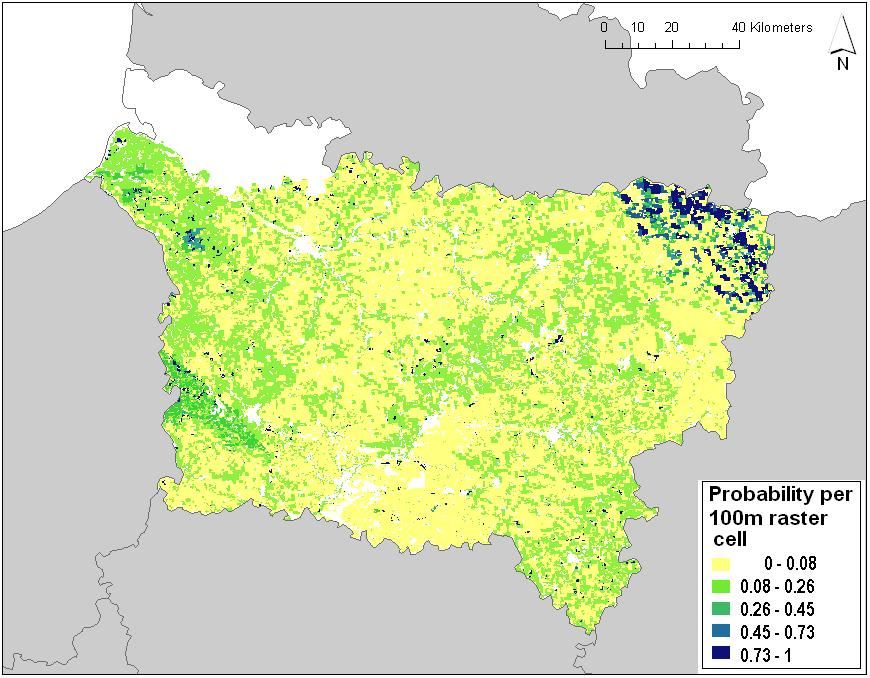 0 10 20 40 Kilometers
N
Probability per
100m raster
cell
0 - 0.08
0.08 - 0.26
0.26 - 0.45
0.45 - 0.73
0.73 - 1